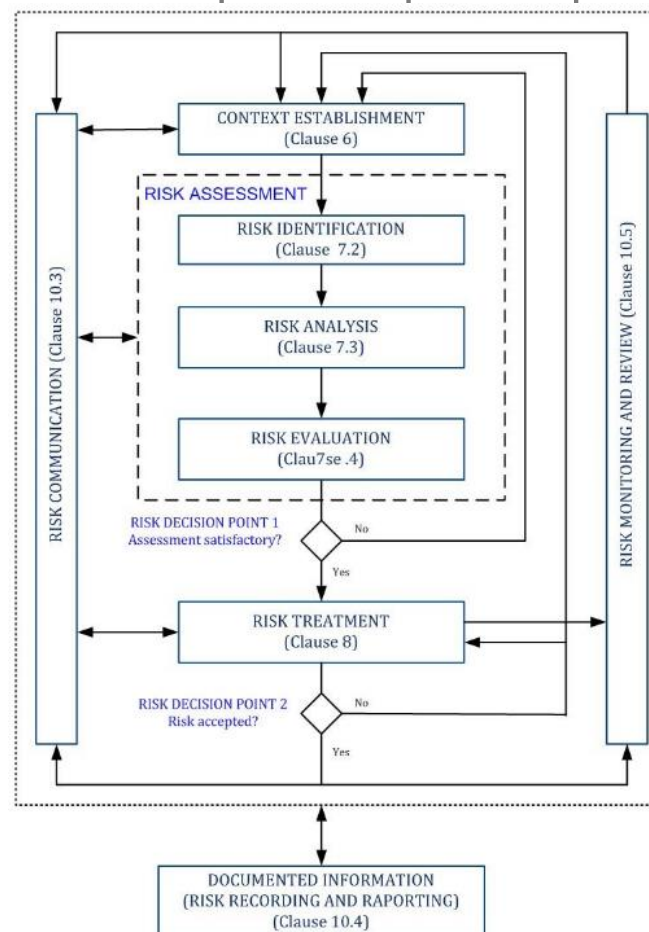 CONTEXT ESTABLISHMENT
(Clause 6)
RISK ASSESSMENT
RISK IDENTIFICATION
(Clause 7.2)
RISK ANALYSIS
(Clause 7.3)
RISK EVALUATION
(Clau7se .4)
RISK DECISION POINT 1
Assessment satisfactory?
No
Yes
RISK TREATMENT
(Clause 8)
RISK DECISION POINT 2
Risk accepted?
No
Yes
RISK COMMUNICATION (Clause 10.3)
RISK MONITORING AND REVIEW (Clause 10.5)
DOCUMENTED INFORMATION
(RISK RECORDING AND RAPORTING)
(Clause 10.4)